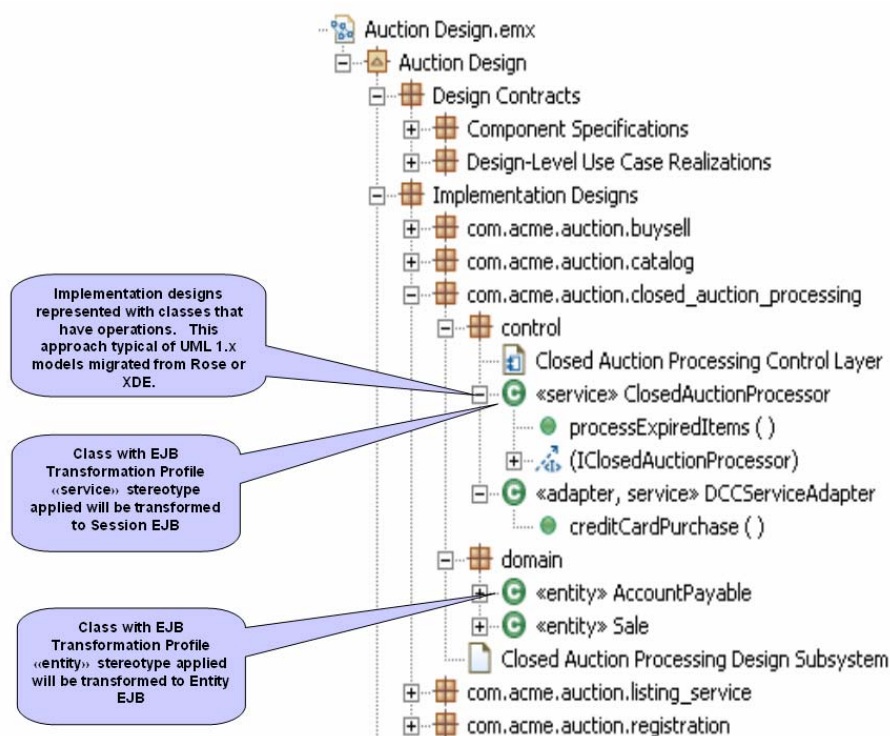 Auction Design.emx
Auction Design
Design Contracts
Component Specifications
Design-Level Use Case Realizations
Implementation Designs
com.acme.auction.buysell
com.acme.auction.catalog
com.acme.auction.closed_auction_processing
control
Closed Auction Processing Control Layer
«service» ClosedAuctionProcessor
processExpiredItems ( )
(IClosedAuctionProcessor)
«adapter, service» DCCServiceAdapter
creditCardPurchase ( )
domain
«entity» AccountPayable
«entity» Sale
Closed Auction Processing Design Subsystem
com.acme.auction.listing_service
com.acme.auction.registration
Implementation designs
represented with classes that
have operations. This
approach typical of UML 1.x
models migrated from Rose or
XDE.
Class with EJB
Transformation Profile
«service» stereotype
applied will be transformed
to Session EJB
Class with EJB
Transformation Profile
«entity» stereotype applied
will be transformed to Entity
EJB